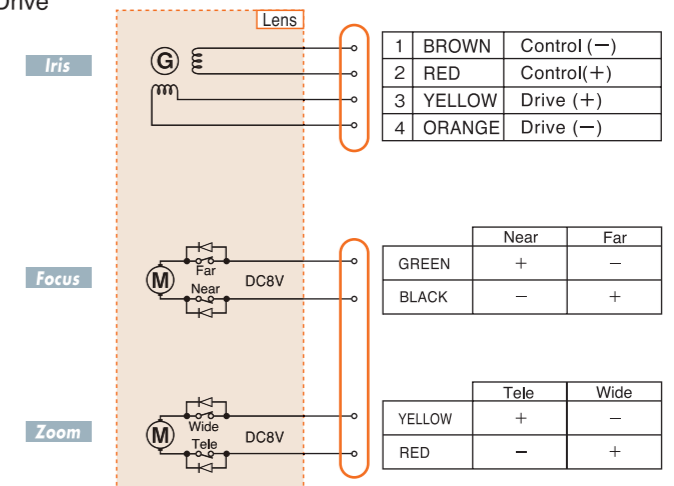 Drive
Lens
Iris
G
1 BROWN Control (−)
2 RED Control(+)
3 YELLOW Drive (+)
4 ORANGE Drive (−)
Near Far
GREEN + −
BLACK − +
Focus
M
Far
Near
DC8V
Tele Wide
YELLOW + −
RED − +
Zoom
M
Wide
Tele
DC8V